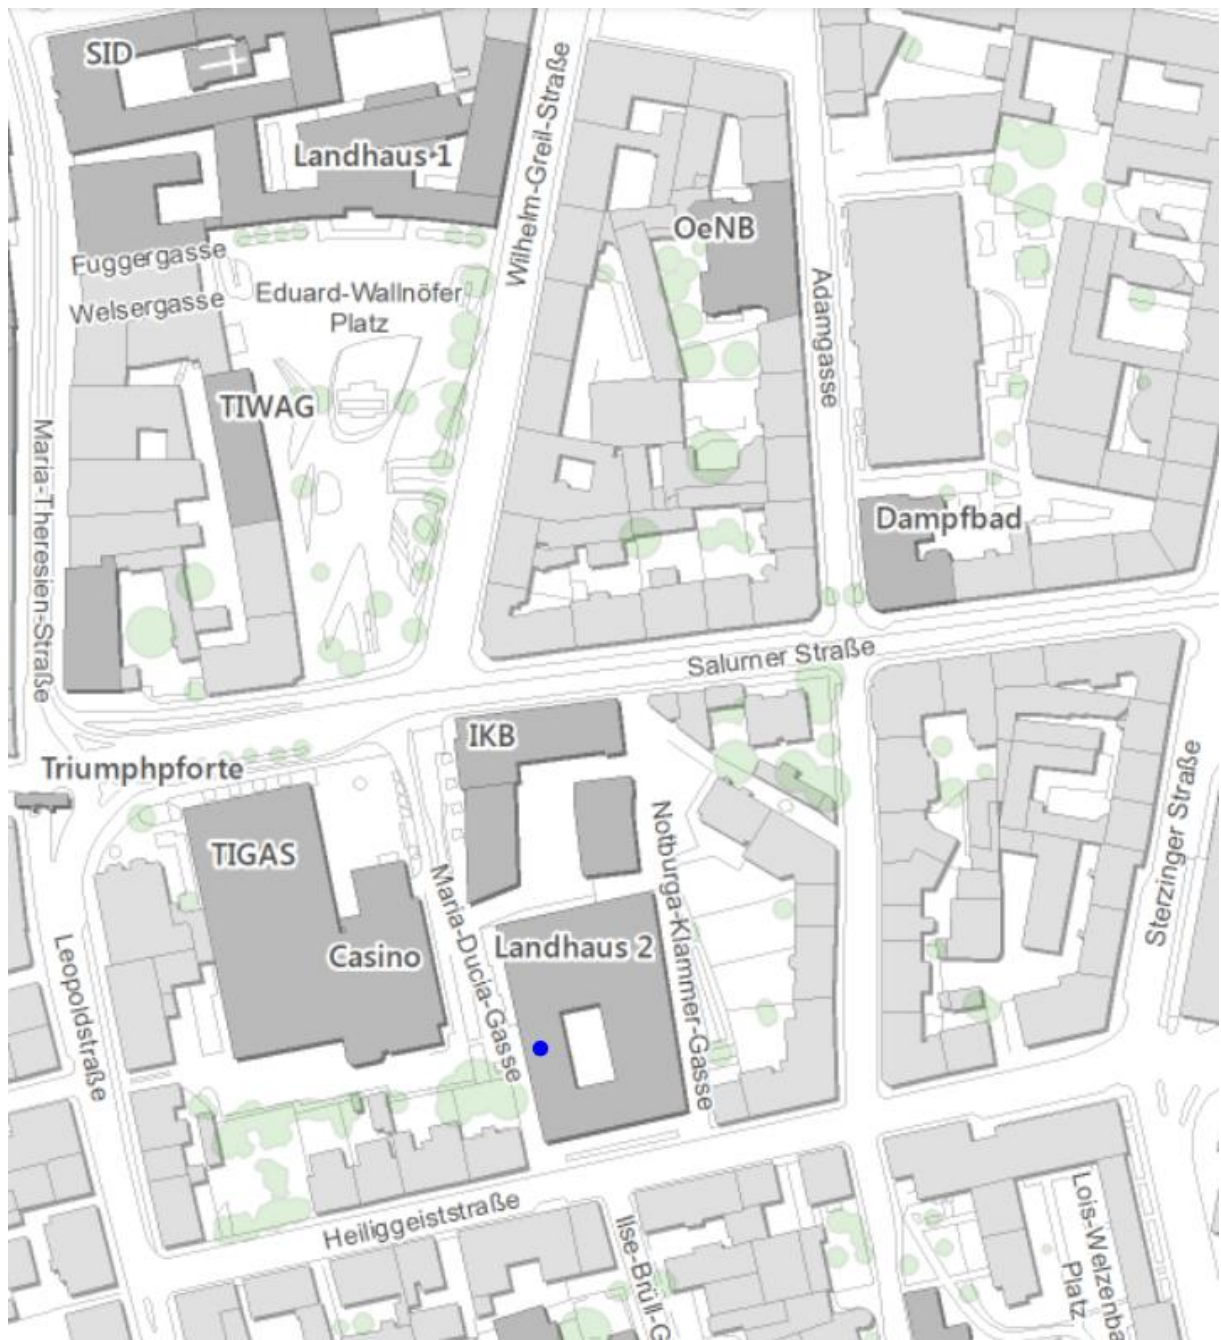 SID
Landhaus 1
Wilhelm-Greil-Straße
OeNB
Fuggergasse
Welsergasse
Eduard-Wallnöfer
Platz
Adamgasse
TIWAG
Maria-Theresien-Straße
Dampfbad
Salurner Straße
IKB
Triumphpforte
TIGAS
Casino
Maria-Ducia-Gasse
Landhaus 2
Notburga-Klammer-Gasse
Sterzinger Straße
Leopoldstraße
Heiliggeiststraße
Ilse-Brüll-G
Lois-Welzenba
Platz